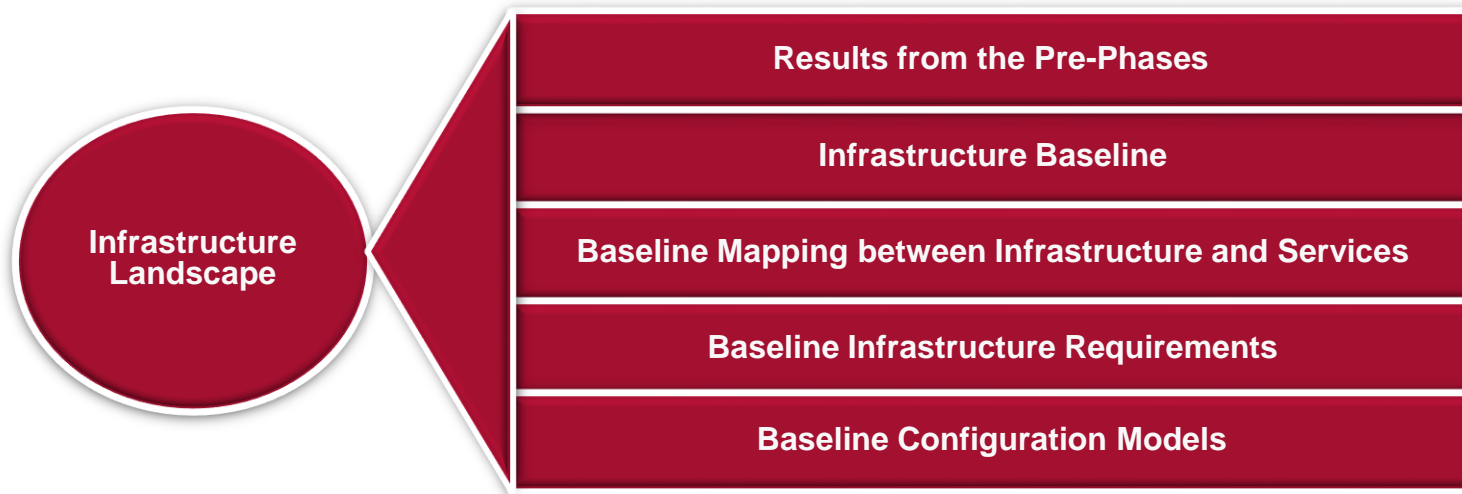 Infrastructure
Landscape
Results from the Pre-Phases
Infrastructure Baseline
Baseline Mapping between Infrastructure and Services
Baseline Infrastructure Requirements
Baseline Configuration Models